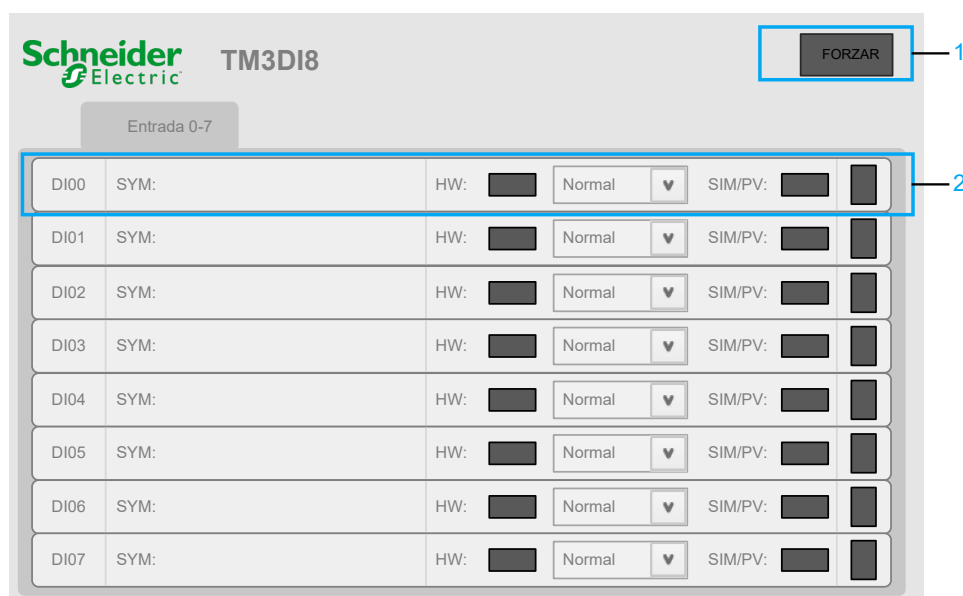 Schneider Electric
TM3DI8
FORZAR
1
Entrada 0-7
DI00 SYM: HW: Normal SIM/PV:
2
DI01 SYM: HW: Normal SIM/PV:
DI02 SYM: HW: Normal SIM/PV:
DI03 SYM: HW: Normal SIM/PV:
DI04 SYM: HW: Normal SIM/PV:
DI05 SYM: HW: Normal SIM/PV:
DI06 SYM: HW: Normal SIM/PV:
DI07 SYM: HW: Normal SIM/PV: